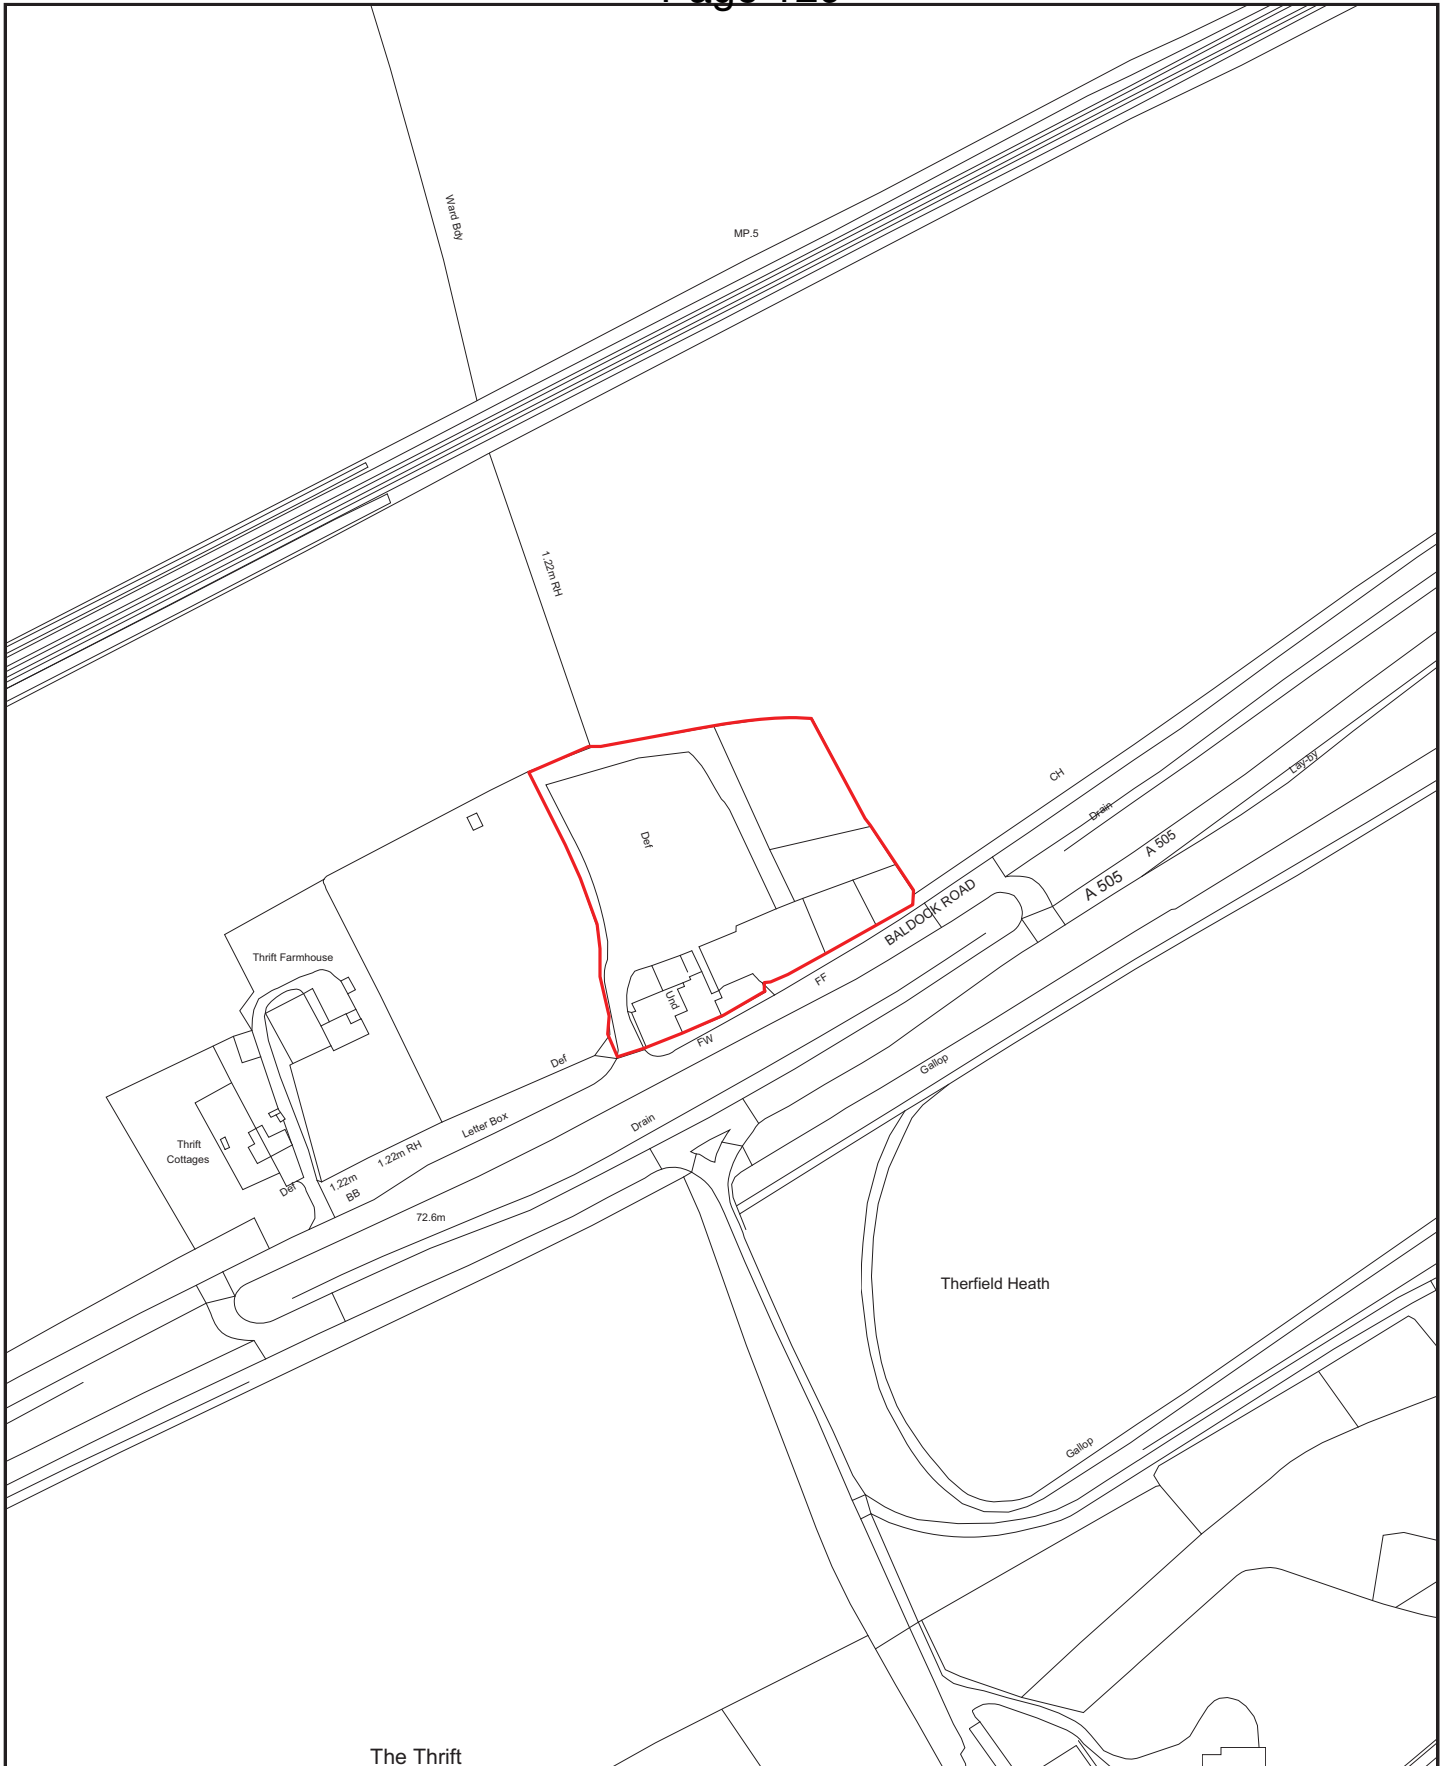 Ward Bdy
MP.5
1.22m RH
CH
Lay-by
Drain
A 505
A 505
Def
BALDOCK ROAD
Thrift Farmhouse
FF
Und
FW
Def
Gallop
Letter Box
Drain
Thrift
Cottages
1.22m RH
1.22m
BB
Def
72.6m
Therfield Heath
Gallop
The Thrift